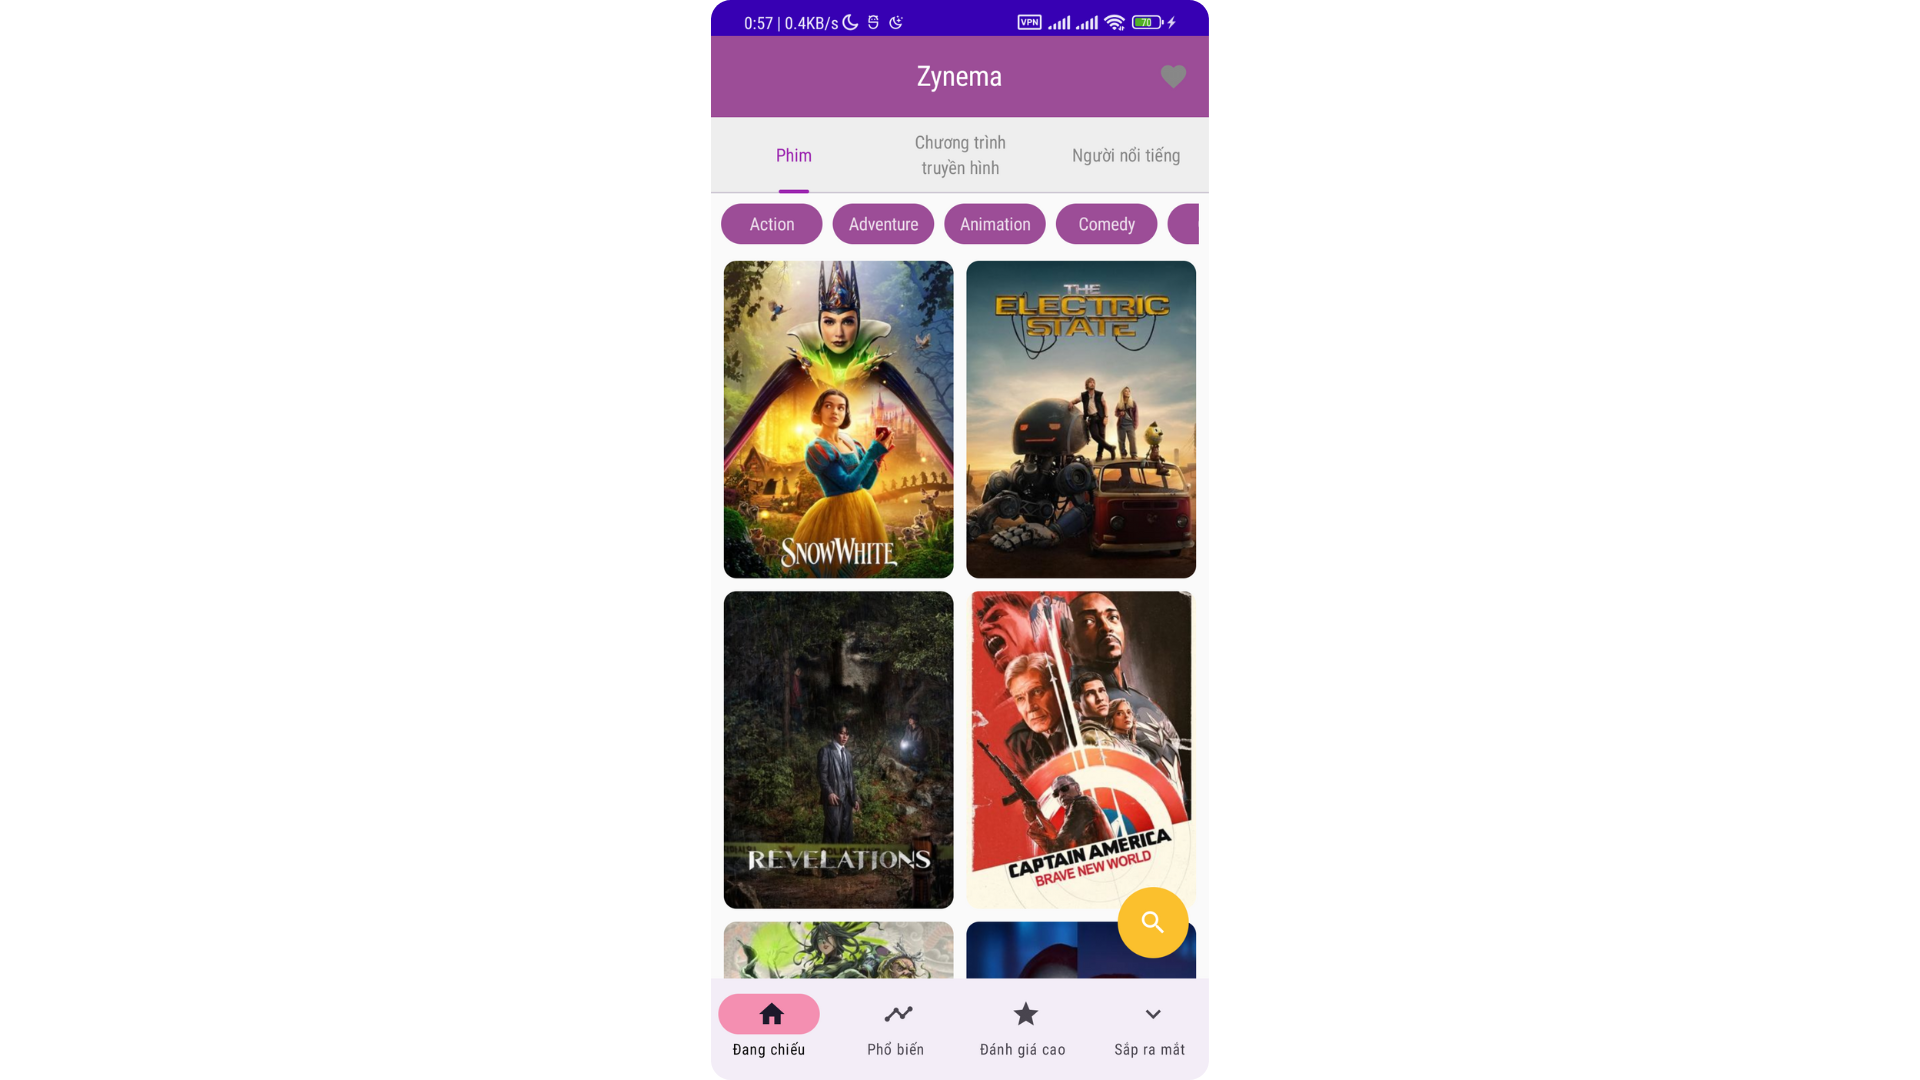 0:57 | 0.4KB/s
VPN
70
Zynema
Phim
Chương trình
truyền hình
Người nổi tiếng
Action
Adventure
Animation
Comedy
SNOW WHITE
THE
ELECTRIC
STATE
REVELATIONS
CAPTAIN AMERICA
BRAVE NEW WORLD
Đang chiếu
Phổ biến
Đánh giá cao
Sắp ra mắt